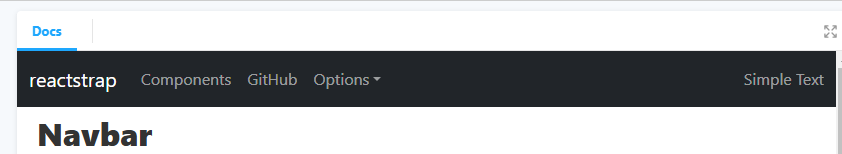 Docs
reactstrap Components GitHub Options Simple Text
Navbar